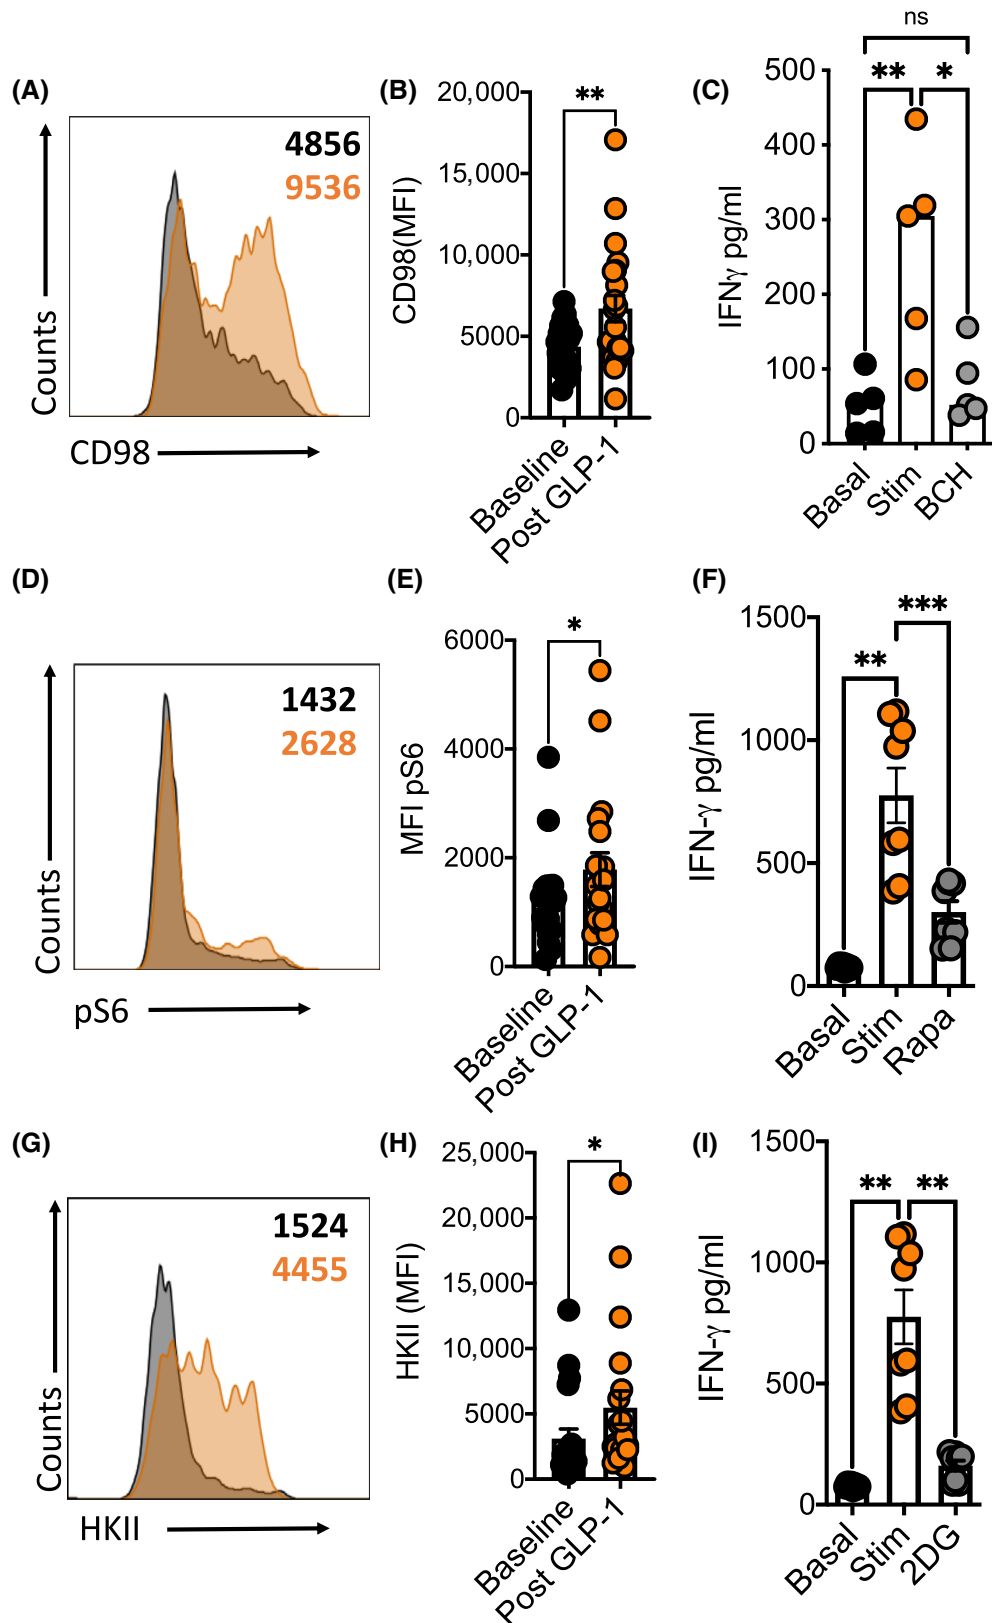 (A)
4856
9536
Counts
CD98
(B)
20,000
15,000
10,000
5000
0
CD98(MFI)
**
Baseline
Post GLP-1
(C)
ns
** *
500
400
300
200
100
0
IFNγ pg/ml
Basal
Stim
BCH
(D)
1432
2628
Counts
pS6
(E)
6000
4000
2000
0
MFI pS6
*
Baseline
Post GLP-1
(F)
1500
1000
500
0
IFN-γ pg/ml
***
**
Basal
Stim
Rapa
(G)
1524
4455
Counts
HKII
(H)
25,000
20,000
15,000
10,000
5000
0
HKII (MFI)
*
Baseline
Post GLP-1
(I)
1500
1000
500
0
IFN-γ pg/ml
** **
Basal
Stim
2DG